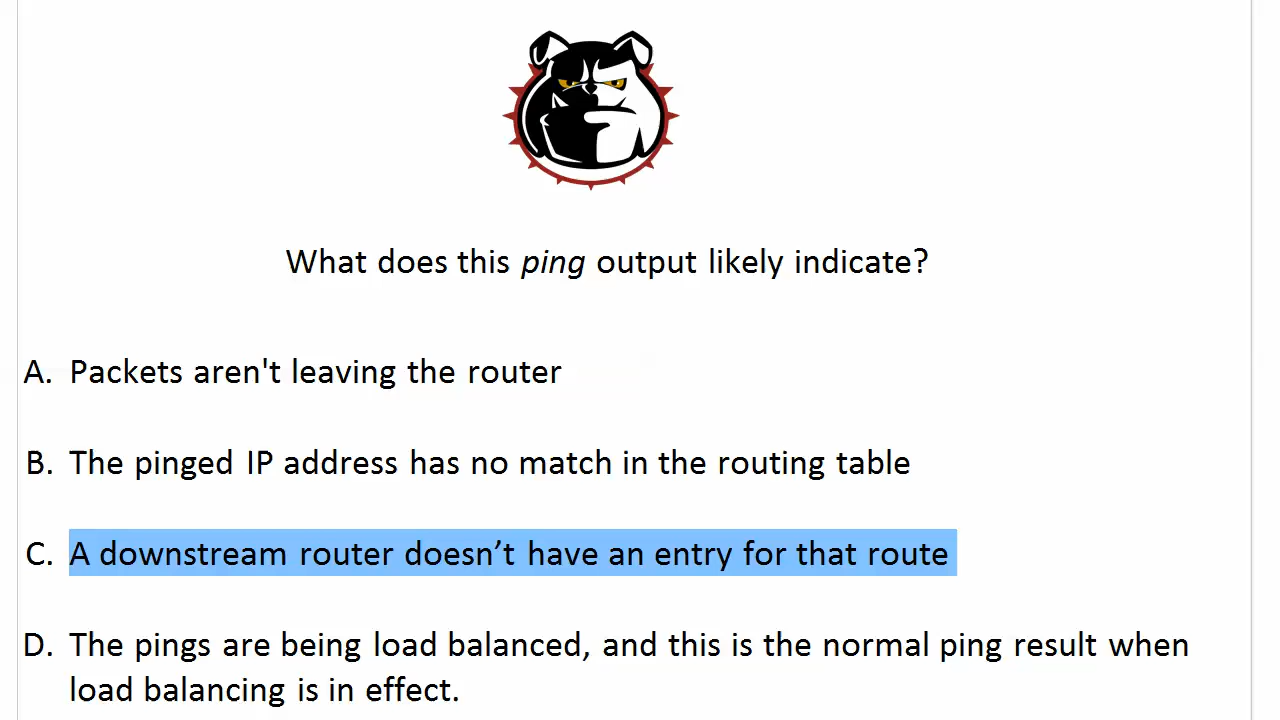 What does this ping output likely indicate?
A. Packets aren't leaving the router
B. The pinged IP address has no match in the routing table
C. A downstream router doesn’t have an entry for that route
D. The pings are being load balanced, and this is the normal ping result when
load balancing is in effect.